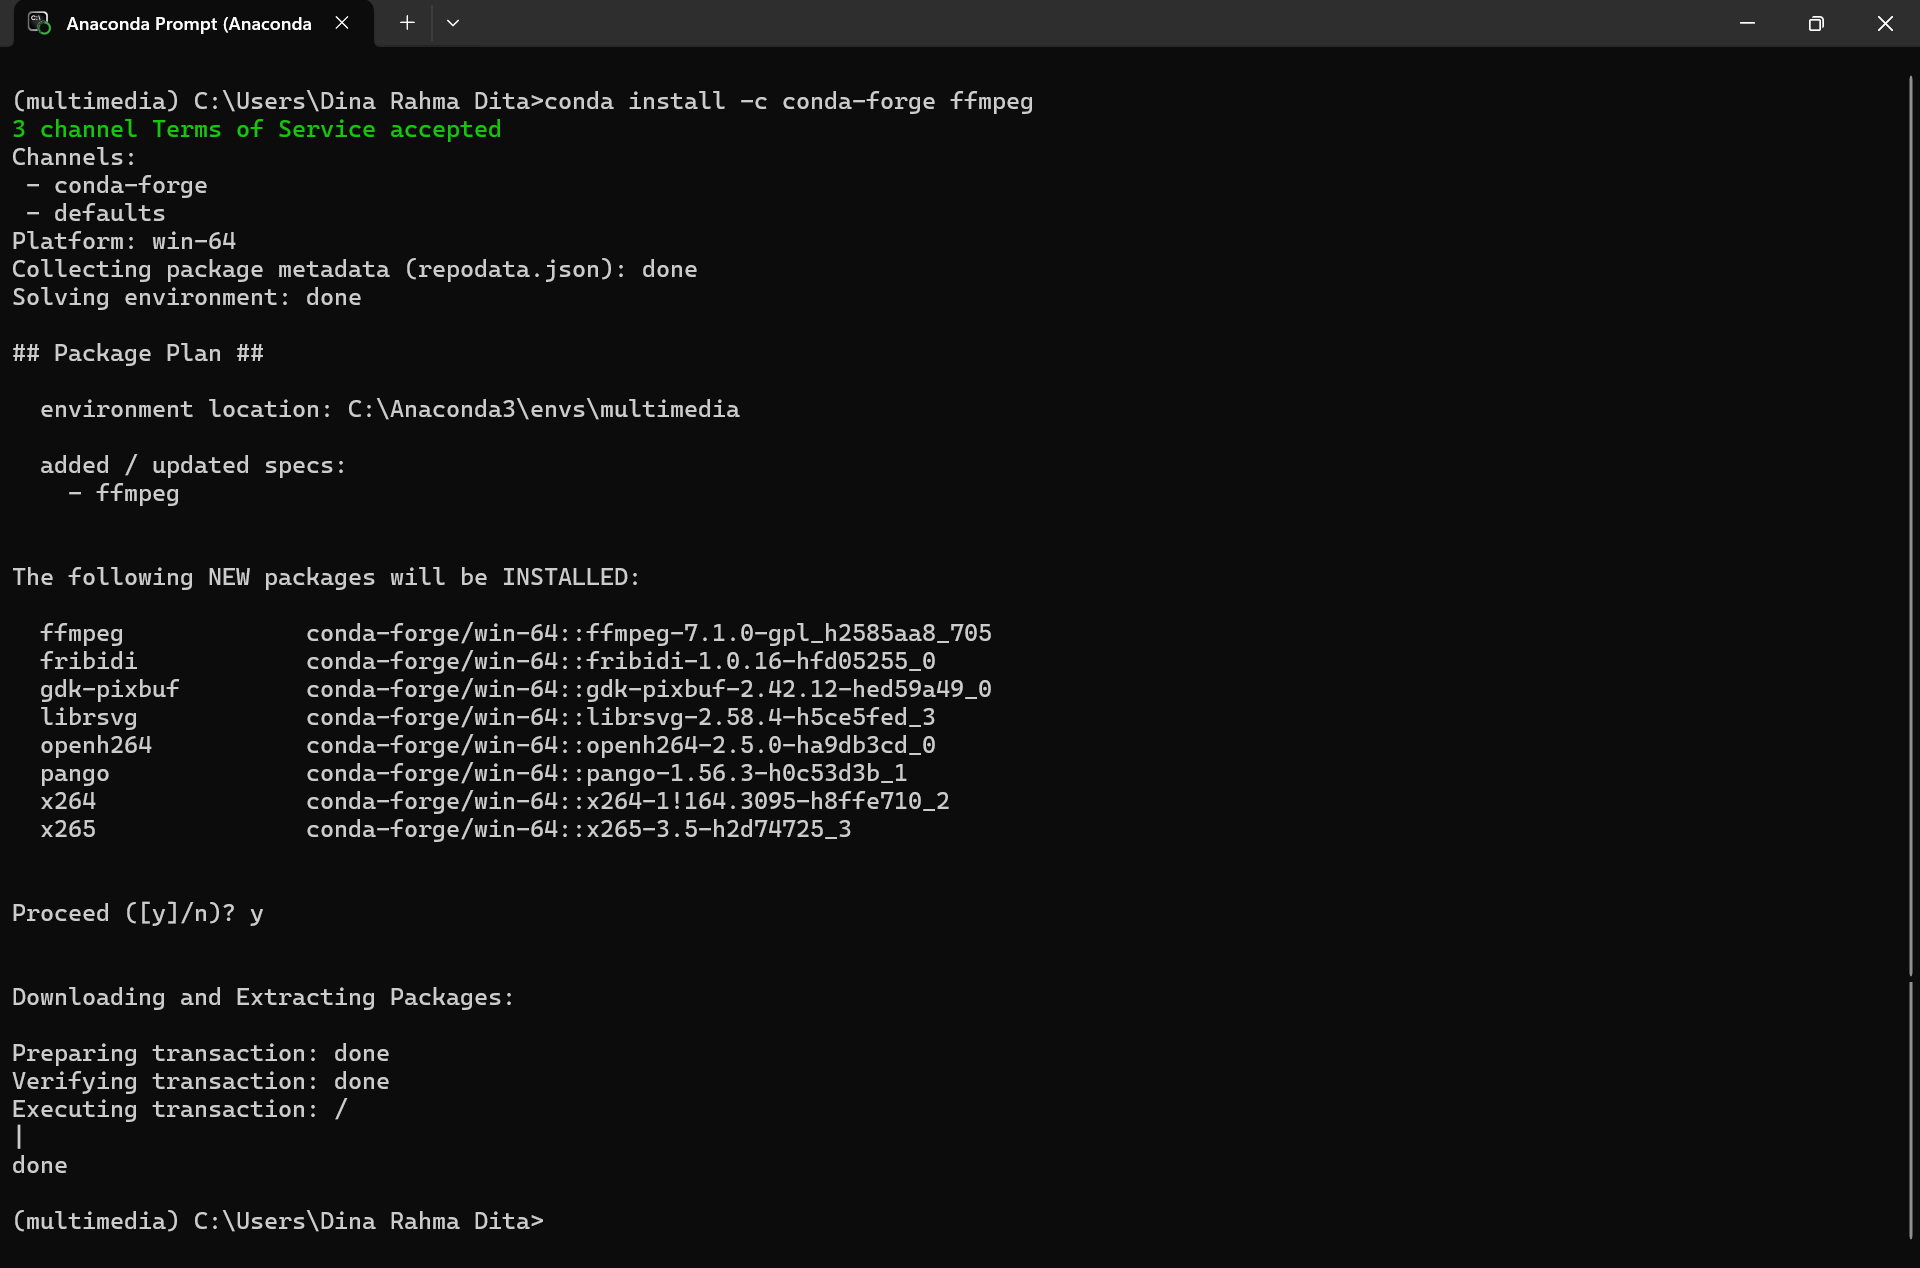 Anaconda Prompt (Anaconda
(multimedia) C:\Users\Dina Rahma Dita>conda install -c conda-forge ffmpeg
3 channel Terms of Service accepted
Channels:
 - conda-forge
 - defaults
Platform: win-64
Collecting package metadata (repodata.json): done
Solving environment: done
## Package Plan ##
  environment location: C:\Anaconda3\envs\multimedia
  added / updated specs:
    - ffmpeg
The following NEW packages will be INSTALLED:
  ffmpeg             conda-forge/win-64::ffmpeg-7.1.0-gpl_h2585aa8_705
  fribidi            conda-forge/win-64::fribidi-1.0.16-hfd05255_0
  gdk-pixbuf         conda-forge/win-64::gdk-pixbuf-2.42.12-hed59a49_0
  librsvg            conda-forge/win-64::librsvg-2.58.4-h5ce5fed_3
  openh264           conda-forge/win-64::openh264-2.5.0-ha9db3cd_0
  pango              conda-forge/win-64::pango-1.56.3-h0c53d3b_1
  x264               conda-forge/win-64::x264-1!164.3095-h8ffe710_2
  x265               conda-forge/win-64::x265-3.5-h2d74725_3
Proceed ([y]/n)? y
Downloading and Extracting Packages:
Preparing transaction: done
Verifying transaction: done
Executing transaction: /
|
done
(multimedia) C:\Users\Dina Rahma Dita>